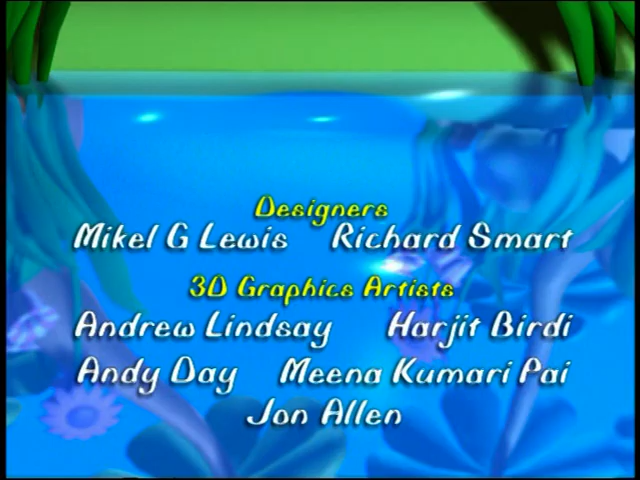 Designers
Mikel G Lewis Richard Smart
3D Graphics Artists
Andrew Lindsay Harjit Birdi
Andy Day Meena Kumari Pai
Jon Allen